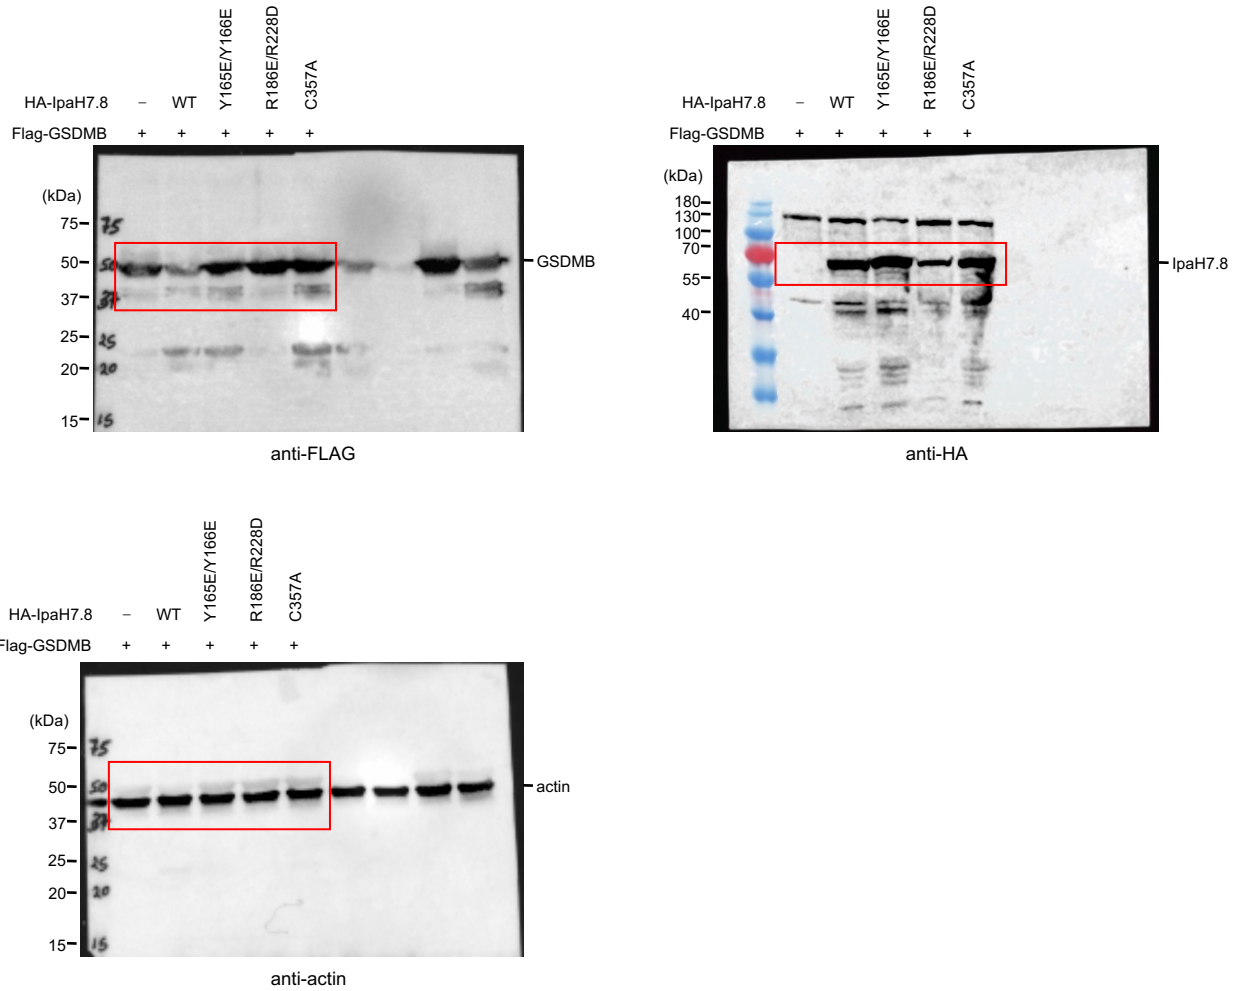 Y165E/Y166E
R186E/R228D
C357A
HA-IpaH7.8 – WT
Flag-GSDMB + + + + +
(kDa)
75 75
50 50
37 37
25 25
20 20
15 15
GSDMB
anti-FLAG
Y165E/Y166E
R186E/R228D
C357A
HA-IpaH7.8 – WT
Flag-GSDMB + + + + +
(kDa)
180
130
100
70
55
40
IpaH7.8
anti-HA
Y165E/Y166E
R186E/R228D
C357A
HA-IpaH7.8 – WT
Flag-GSDMB + + + + +
(kDa)
75 75
50 50
37 37
25 25
20 20
15 15
actin
anti-actin